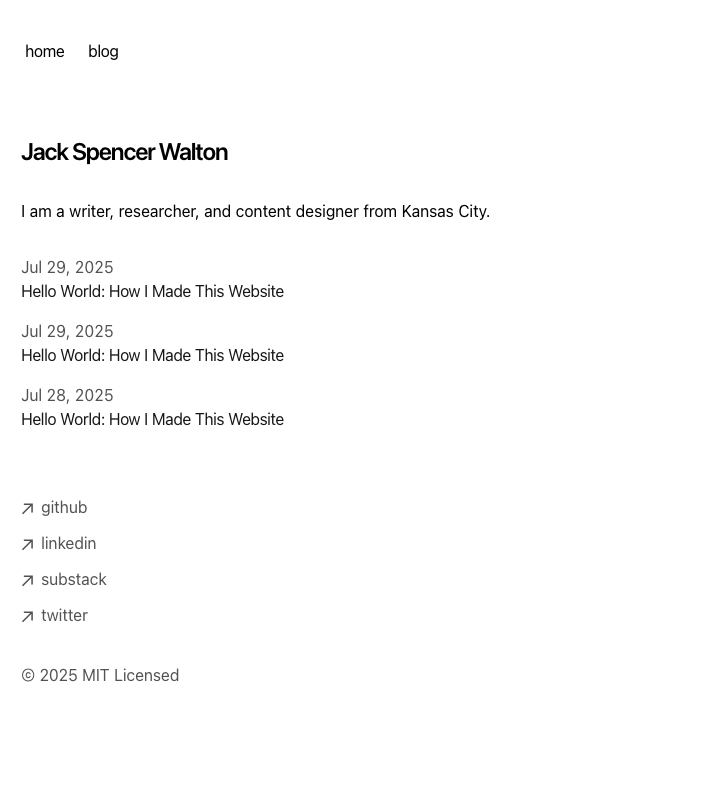 home blog
Jack Spencer Walton
I am a writer, researcher, and content designer from Kansas City.
Jul 29, 2025
Hello World: How I Made This Website
Jul 29, 2025
Hello World: How I Made This Website
Jul 28, 2025
Hello World: How I Made This Website
github
linkedin
substack
twitter
© 2025 MIT Licensed